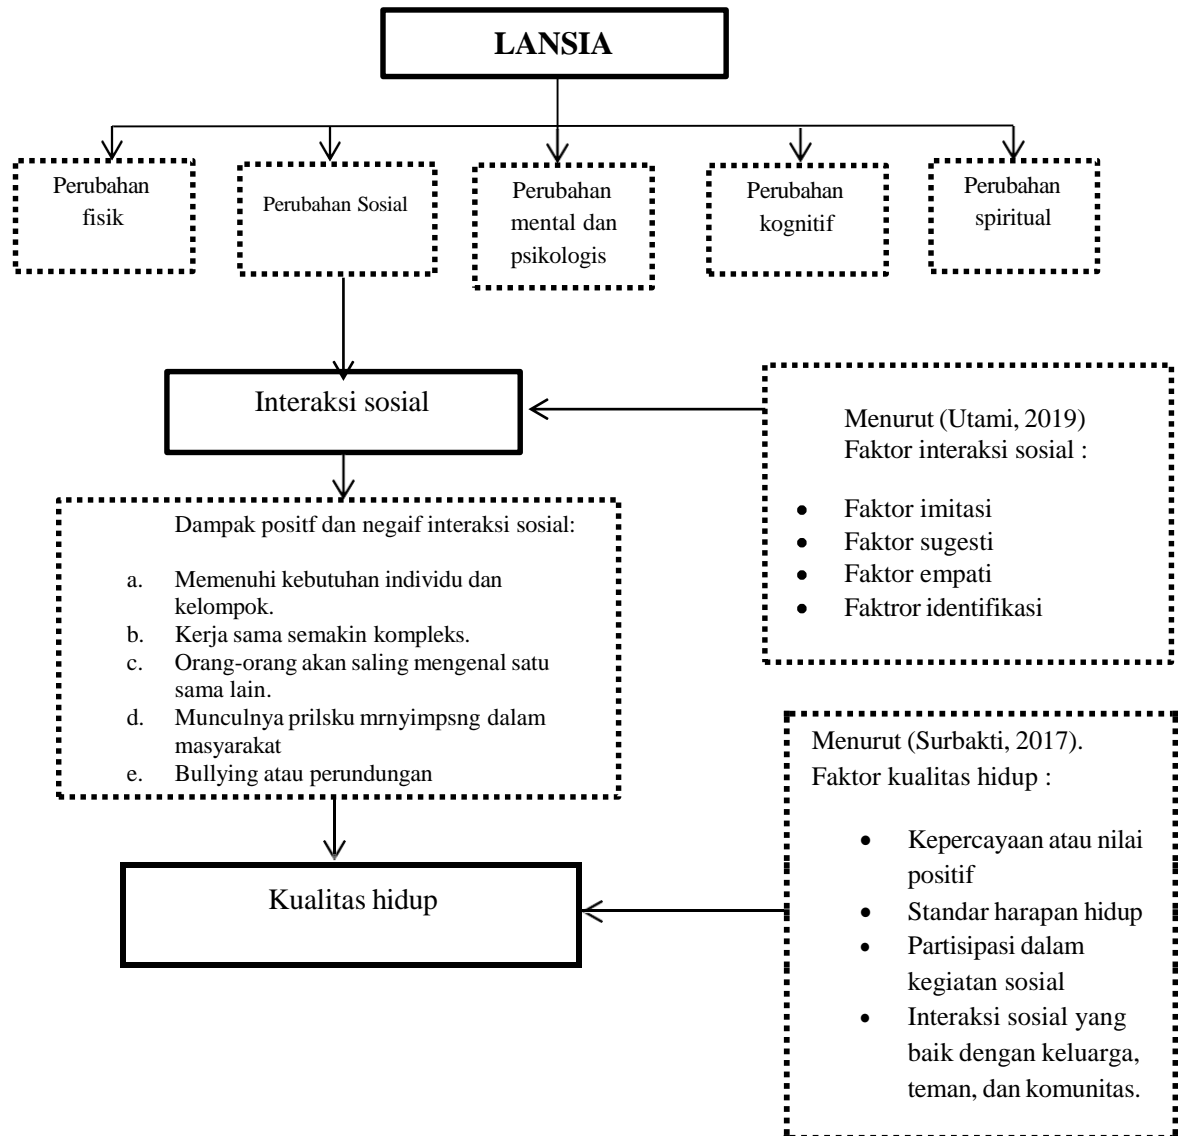 LANSIA
Perubahan
fisik
Perubahan Sosial
Perubahan
mental dan
psikologis
Perubahan
kognitif
Perubahan
spiritual
Interaksi sosial
Menurut (Utami, 2019)
Faktor interaksi sosial :
• Faktor imitasi
• Faktor sugesti
• Faktor empati
• Faktror identifikasi
Dampak positf dan negaif interaksi sosial:
a. Memenuhi kebutuhan individu dan
kelompok.
b. Kerja sama semakin kompleks.
c. Orang-orang akan saling mengenal satu
sama lain.
d. Munculnya prilsku mrnyimpsng dalam
masyarakat
e. Bullying atau perundungan
Kualitas hidup
Menurut (Surbakti, 2017).
Faktor kualitas hidup :
• Kepercayaan atau nilai
positif
• Standar harapan hidup
• Partisipasi dalam
kegiatan sosial
• Interaksi sosial yang
baik dengan keluarga,
teman, dan komunitas.